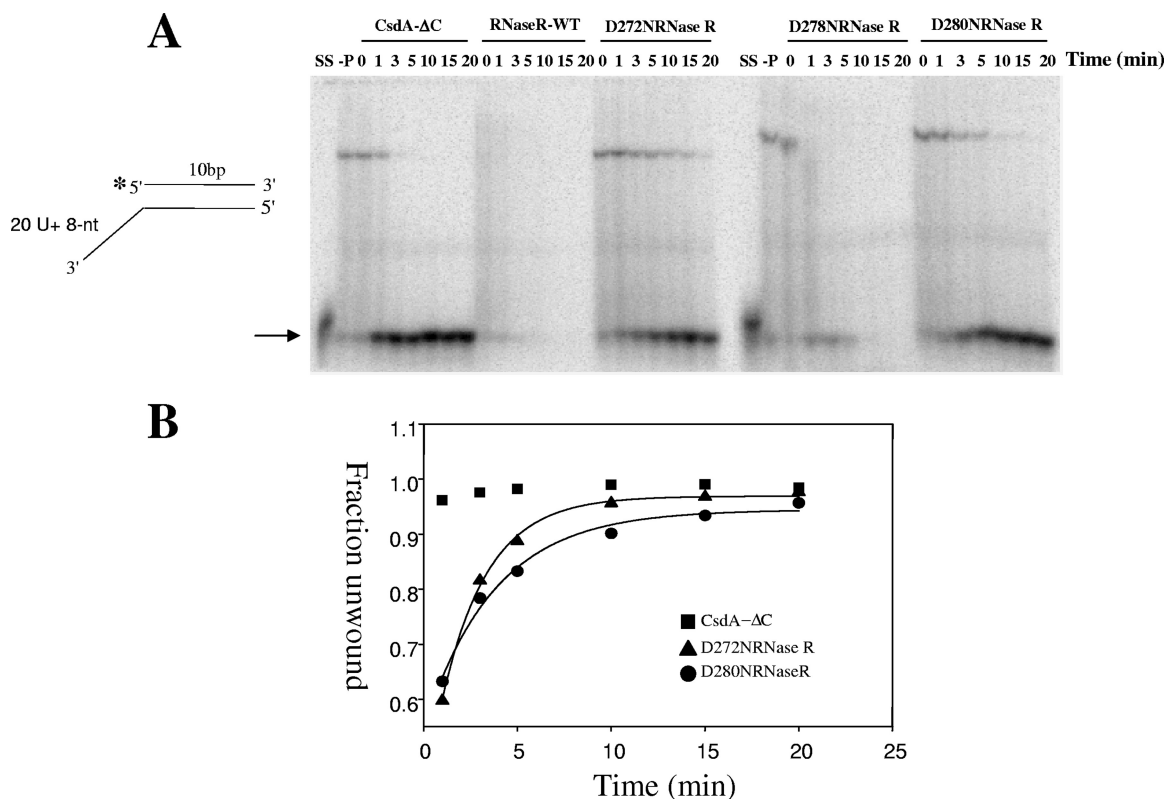 A
CsdA-ΔC RNaseR-WT D272NRNase R D278NRNase R D280NRNase R
SS -P 0 1 3 5 10 15 20 0 1 3 5 10 15 20 0 1 3 5 10 15 20 SS -P 0 1 3 5 10 15 20 0 1 3 5 10 15 20 Time (min)
10bp
* 5' 3'
5'
20 U+ 8-nt
3'
B
1.1
1.0
0.9
0.8
0.7
0.6
Fraction unwound
CsdA−ΔC
D272NRNase R
D280NRNaseR
0 5 10 15 20 25
Time (min)